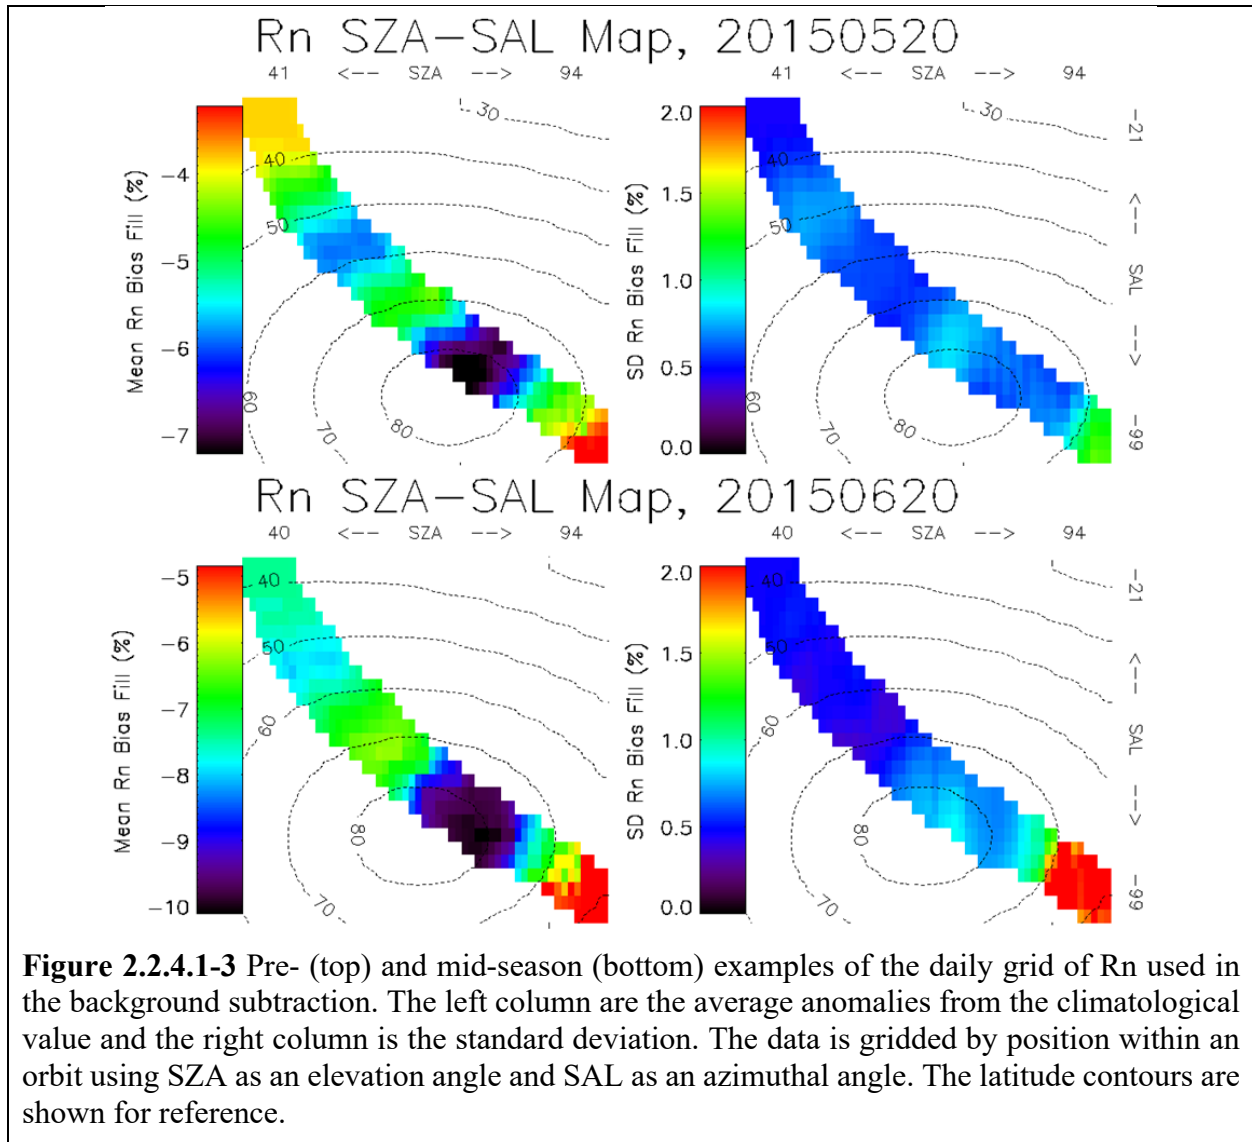 Rn SZA-SAL Map, 20150520
41 <-- SZA --> 94
41 <-- SZA --> 94
Mean Rn Bias Fill (%)
-4
-5
-6
-7
30
40
50
60
70
80
SD Rn Bias Fill (%)
2.0
1.5
1.0
0.5
0.0
30
40
50
60
70
80
-21 <-- SAL --> -99
Rn SZA-SAL Map, 20150620
40 <-- SZA --> 94
40 <-- SZA --> 94
Mean Rn Bias Fill (%)
-5
-6
-7
-8
-9
-10
40
50
60
70
80
SD Rn Bias Fill (%)
2.0
1.5
1.0
0.5
0.0
40
50
60
70
80
-21 <-- SAL --> -99
Figure 2.2.4.1-3 Pre- (top) and mid-season (bottom) examples of the daily grid of Rn used in
the background subtraction. The left column are the average anomalies from the climatological
value and the right column is the standard deviation. The data is gridded by position within an
orbit using SZA as an elevation angle and SAL as an azimuthal angle. The latitude contours are
shown for reference.